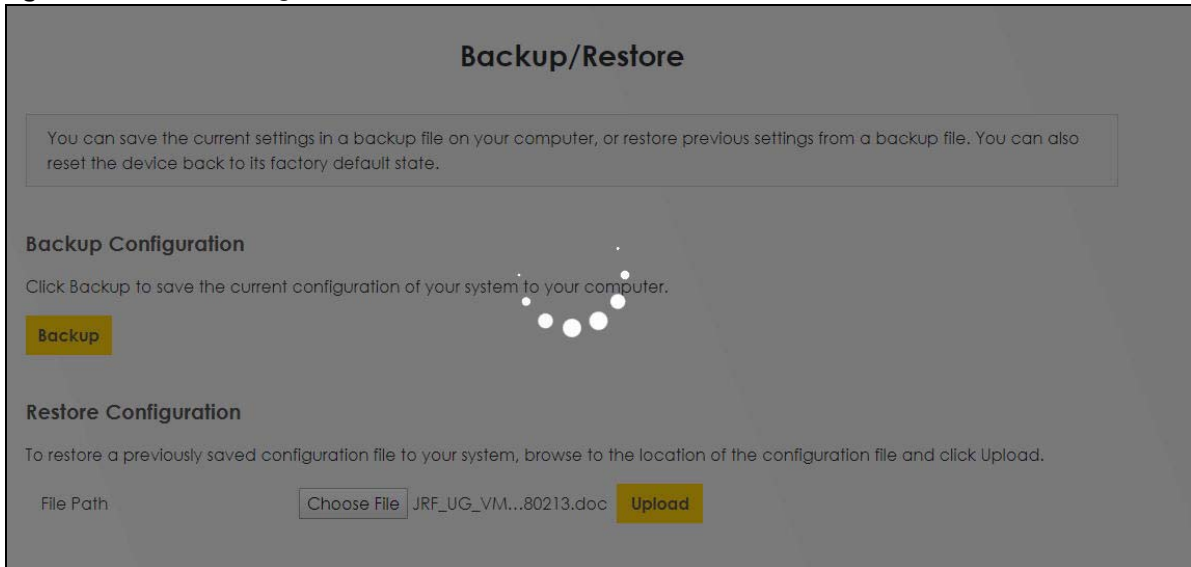 Backup/Restore
You can save the current settings in a backup file on your computer, or restore previous settings from a backup file. You can also
reset the device back to its factory default state.
Backup Configuration
Click Backup to save the current configuration of your system to your computer.
Backup
Restore Configuration
To restore a previously saved configuration file to your system, browse to the location of the configuration file and click Upload.
File Path Choose File JRF_UG_VM...80213.doc Upload